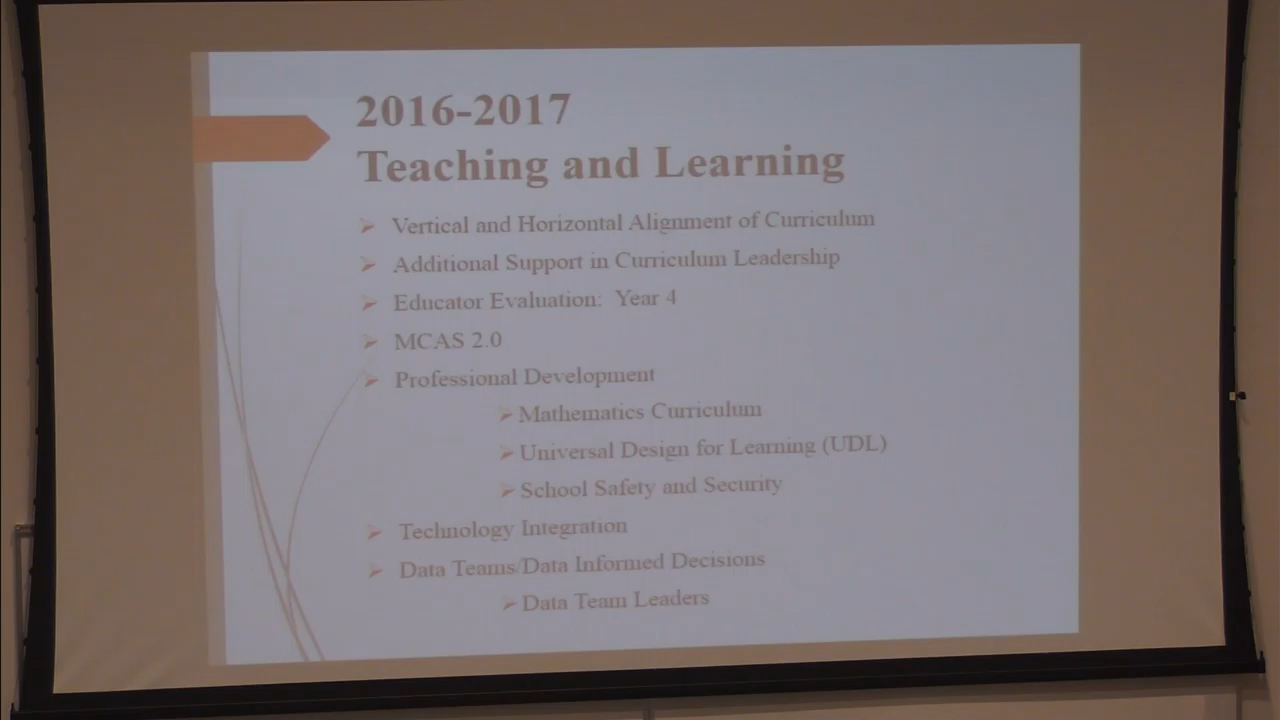 2016-2017
Teaching and Learning
Vertical and Horizontal Alignment of Curriculum
Additional Support in Curriculum Leadership
Educator Evaluation: Year 4
MCAS 2.0
Professional Development
Mathematics Curriculum
Universal Design for Learning (UDL)
School Safety and Security
Technology Integration
Data Teams/Data Informed Decisions
Data Team Leaders